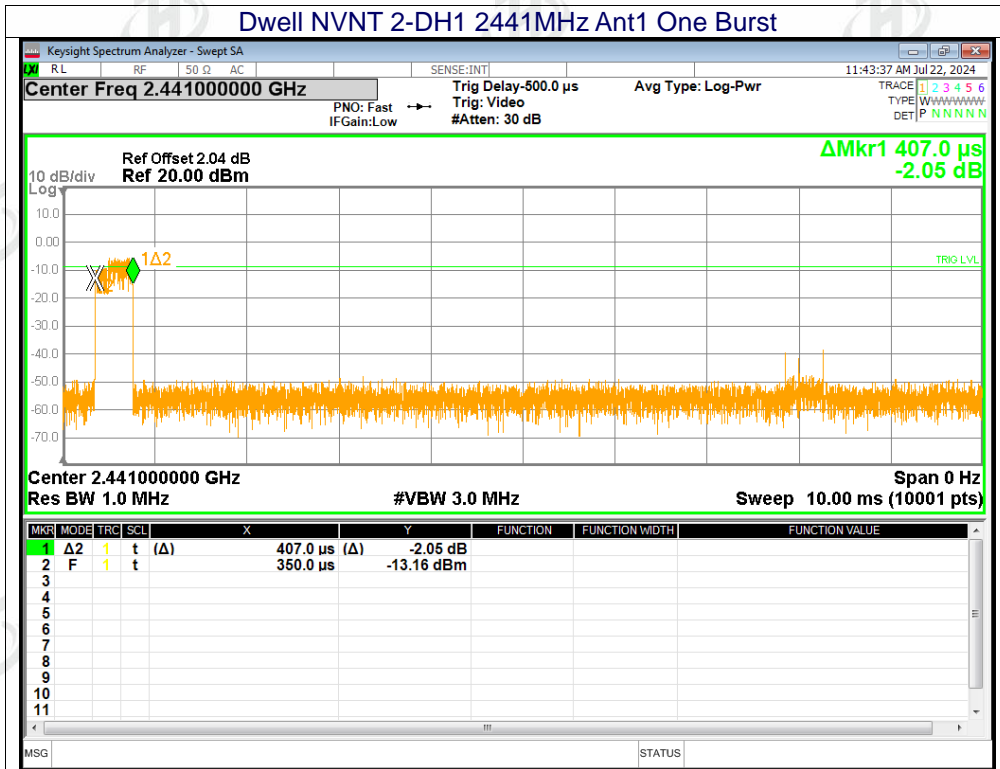 Dwell NVNT 2-DH1 2441MHz Ant1 One Burst
Keysight Spectrum Analyzer - Swept SA
LXI RL RF 50 Ω AC SENSE:INT 11:43:37 AM Jul 22, 2024
Center Freq 2.441000000 GHz Trig Delay-500.0 µs Avg Type: Log-Pwr TRACE 1 2 3 4 5 6
PNO: Fast Trig: Video TYPE WWWWWWW
IFGain:Low #Atten: 30 dB DET P N N N N N
ΔMkr1 407.0 µs
-2.05 dB
Ref Offset 2.04 dB
10 dB/div Ref 20.00 dBm
Log
10.0
0.00
1Δ2
TRIG LVL
-10.0
-20.0
-30.0
-40.0
-50.0
-60.0
-70.0
Center 2.441000000 GHz Span 0 Hz
Res BW 1.0 MHz #VBW 3.0 MHz Sweep 10.00 ms (10001 pts)
MKR MODE TRC SCL X Y FUNCTION FUNCTION WIDTH FUNCTION VALUE
1 Δ2 1 t (Δ) 407.0 µs (Δ) -2.05 dB
2 F 1 t 350.0 µs -13.16 dBm
3
4
5
6
7
8
9
10
11
MSG STATUS